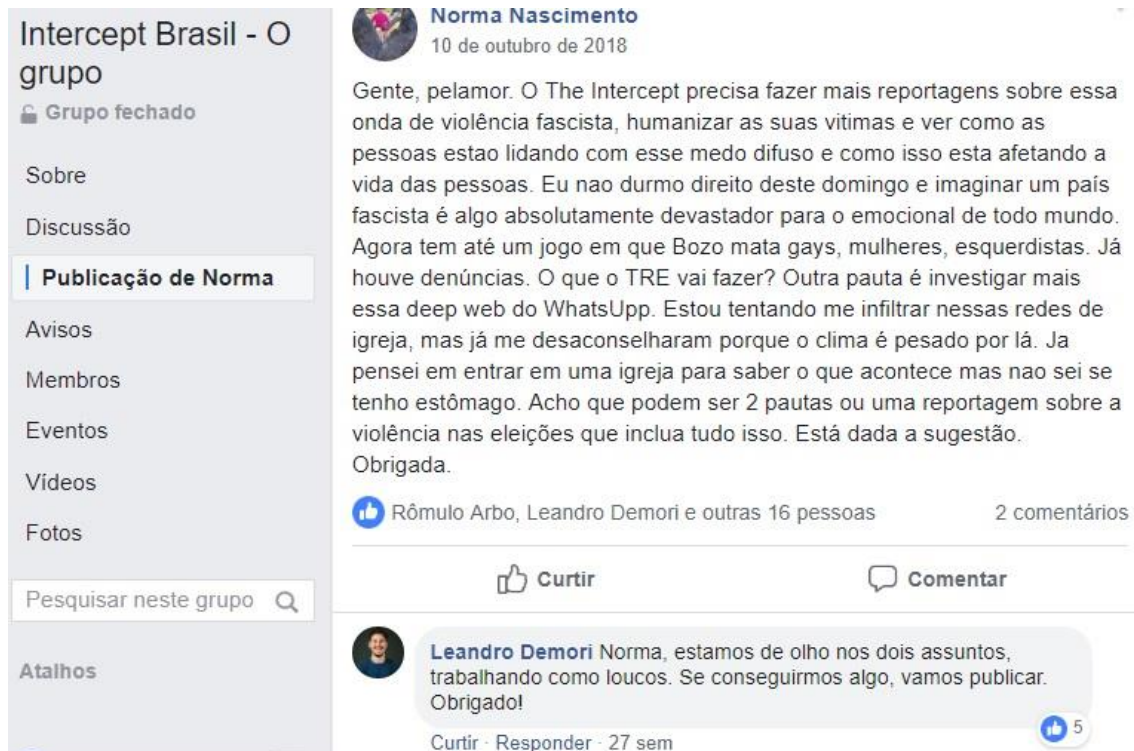 Intercept Brasil - O
grupo
Grupo fechado
Sobre
Discussão
Publicação de Norma
Avisos
Membros
Eventos
Vídeos
Fotos
Pesquisar neste grupo
Atalhos
Norma Nascimento
10 de outubro de 2018
Gente, pelamor. O The Intercept precisa fazer mais reportagens sobre essa
onda de violência fascista, humanizar as suas vitimas e ver como as
pessoas estao lidando com esse medo difuso e como isso esta afetando a
vida das pessoas. Eu nao durmo direito deste domingo e imaginar um país
fascista é algo absolutamente devastador para o emocional de todo mundo.
Agora tem até um jogo em que Bozo mata gays, mulheres, esquerdistas. Já
houve denúncias. O que o TRE vai fazer? Outra pauta é investigar mais
essa deep web do WhatsUpp. Estou tentando me infiltrar nessas redes de
igreja, mas já me desaconselharam porque o clima é pesado por lá. Ja
pensei em entrar em uma igreja para saber o que acontece mas nao sei se
tenho estômago. Acho que podem ser 2 pautas ou uma reportagem sobre a
violência nas eleições que inclua tudo isso. Está dada a sugestão.
Obrigada.
Rômulo Arbo, Leandro Demori e outras 16 pessoas 2 comentários
Curtir Comentar
Leandro Demori Norma, estamos de olho nos dois assuntos,
trabalhando como loucos. Se conseguirmos algo, vamos publicar.
Obrigado!
5
Curtir · Responder · 27 sem